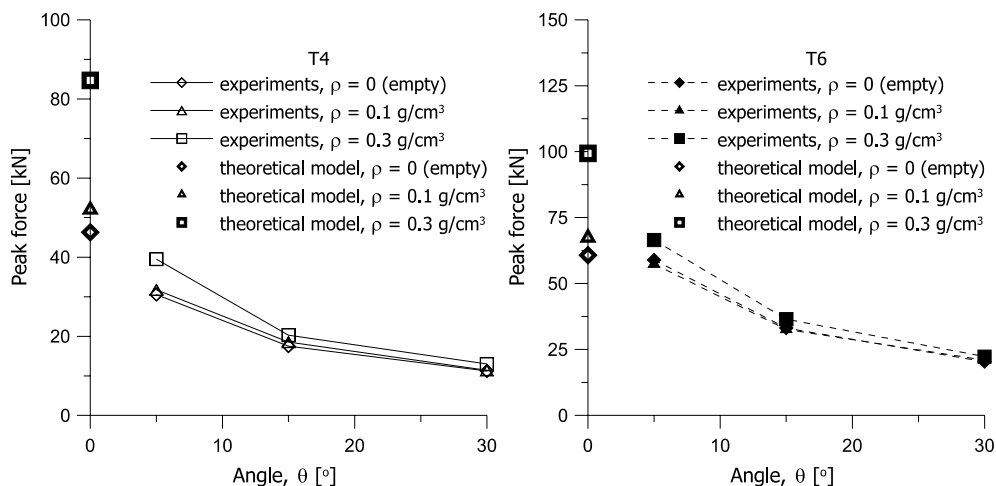 100
80
60
40
20
0
Peak force [kN]
T4
experiments, ρ = 0 (empty)
experiments, ρ = 0.1 g/cm³
experiments, ρ = 0.3 g/cm³
theoretical model, ρ = 0 (empty)
theoretical model, ρ = 0.1 g/cm³
theoretical model, ρ = 0.3 g/cm³
0 10 20 30
Angle, θ [º]
150
125
100
75
50
25
0
Peak force [kN]
T6
experiments, ρ = 0 (empty)
experiments, ρ = 0.1 g/cm³
experiments, ρ = 0.3 g/cm³
theoretical model, ρ = 0 (empty)
theoretical model, ρ = 0.1 g/cm³
theoretical model, ρ = 0.3 g/cm³
0 10 20 30
Angle, θ [º]